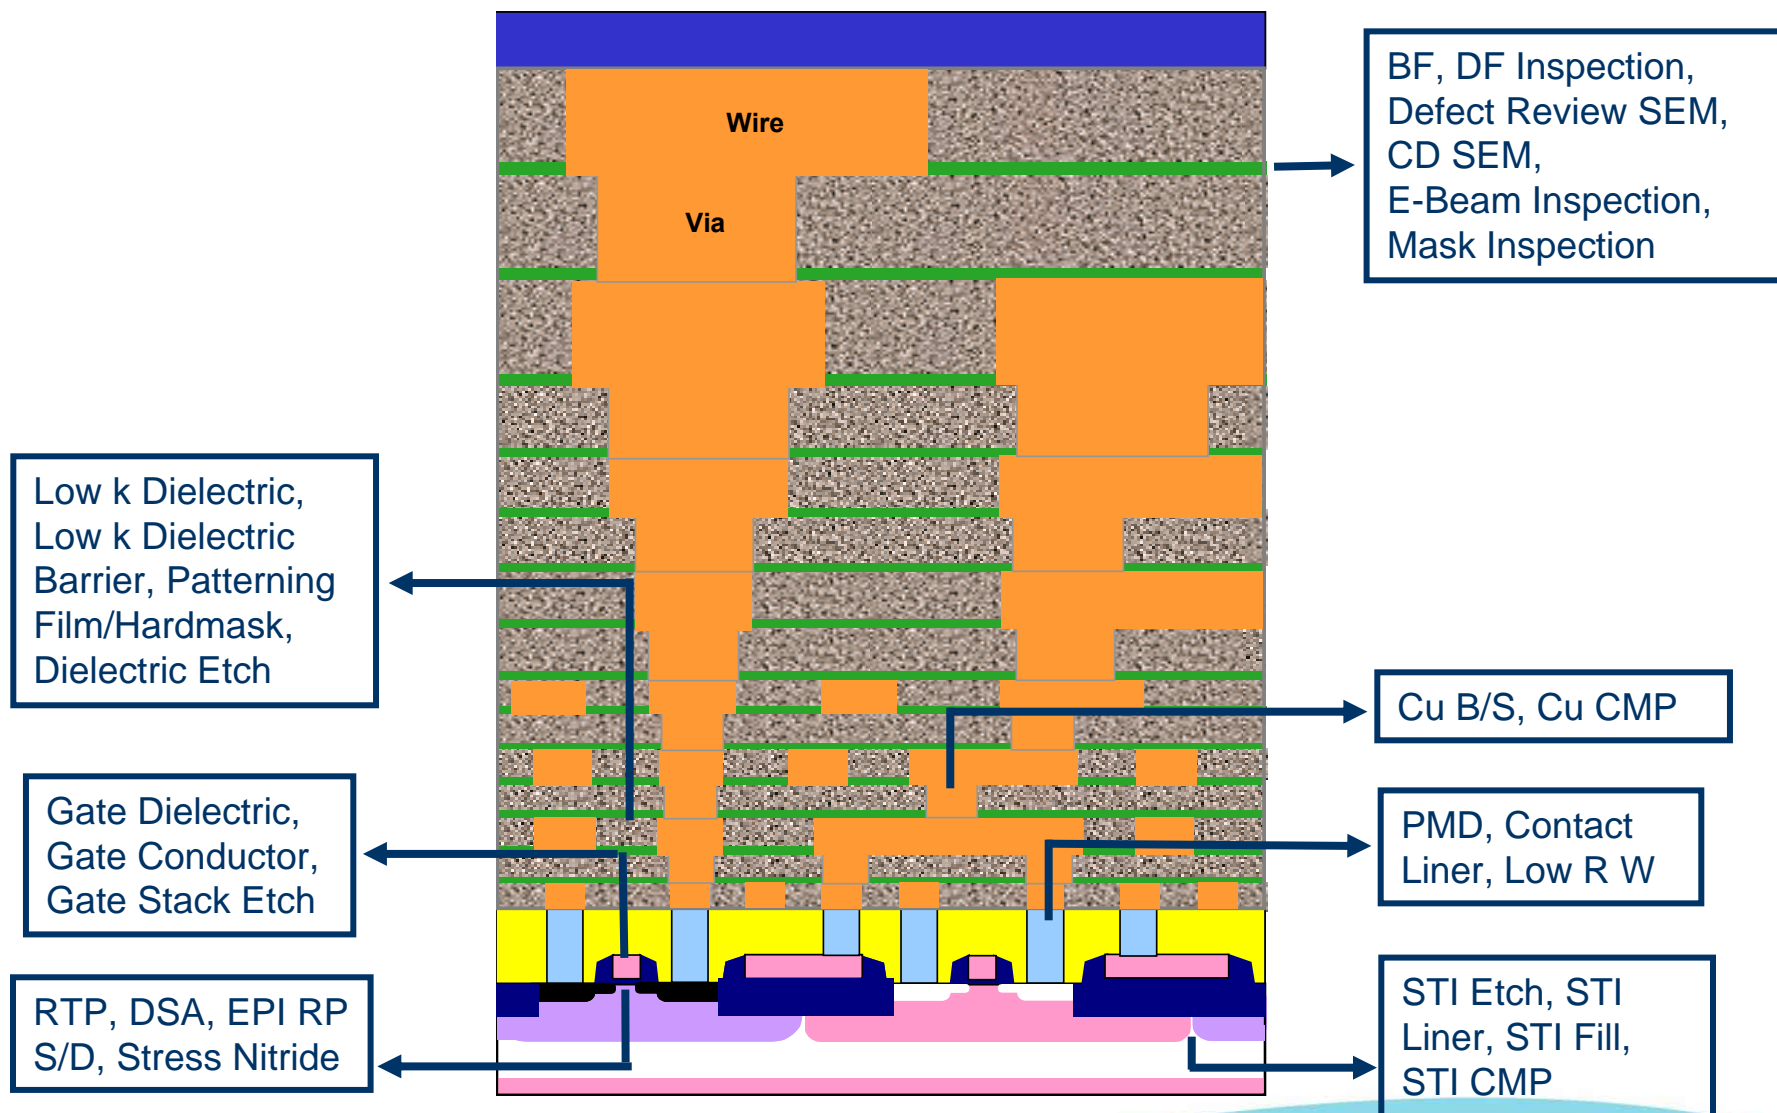 BF, DF Inspection,
Defect Review SEM,
CD SEM,
E-Beam Inspection,
Mask Inspection
Wire
Via
Low k Dielectric,
Low k Dielectric
Barrier, Patterning
Film/Hardmask,
Dielectric Etch
Cu B/S, Cu CMP
Gate Dielectric,
Gate Conductor,
Gate Stack Etch
PMD, Contact
Liner, Low R W
RTP, DSA, EPI RP
S/D, Stress Nitride
STI Etch, STI
Liner, STI Fill,
STI CMP